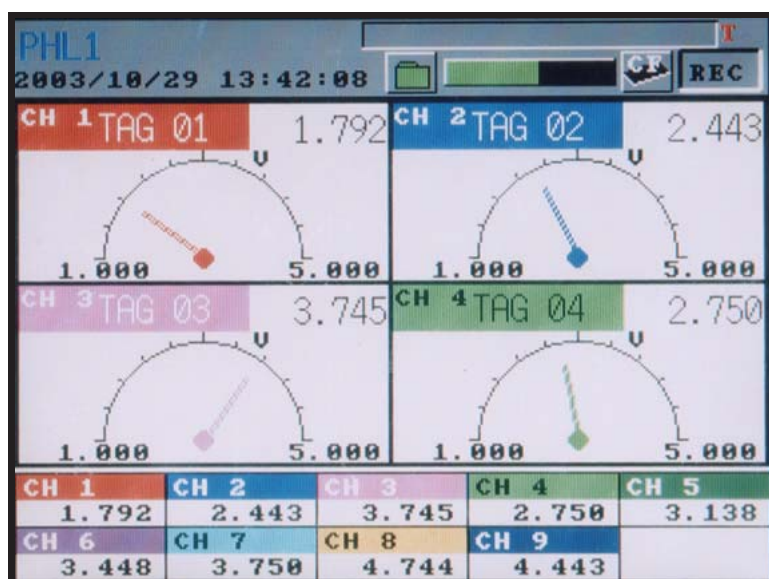 PHL1
T
2003/10/29 13:42:08
CF
REC
CH 1 TAG 01 1.792
V
1.000 5.000
CH 2 TAG 02 2.443
V
1.000 5.000
CH 3 TAG 03 3.745
V
1.000 5.000
CH 4 TAG 04 2.750
V
1.000 5.000
CH 1 CH 2 CH 3 CH 4 CH 5
1.792 2.443 3.745 2.750 3.138
CH 6 CH 7 CH 8 CH 9
3.448 3.750 4.744 4.443